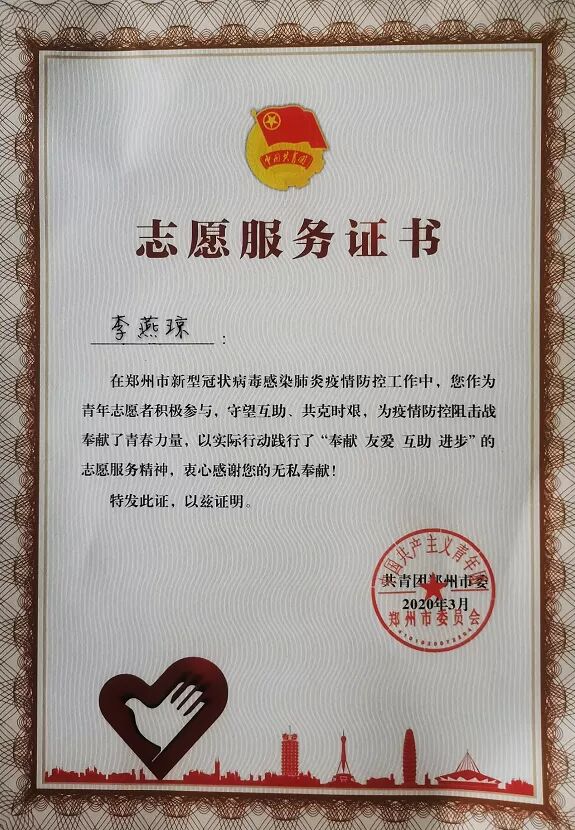 中国共青团
志愿服务证书
李燕琼:
在郑州市新型冠状病毒感染肺炎疫情防控工作中，您作为
青年志愿者积极参与，守望互助、共克时艰，为疫情防控阻击战
奉献了青春力量，以实际行动践行了“奉献 友爱 互助 进步”的
志愿服务精神，衷心感谢您的无私奉献！
特发此证，以兹证明。
中国共产主义青年团
共青团郑州市委
2020年3月
郑州市委员会